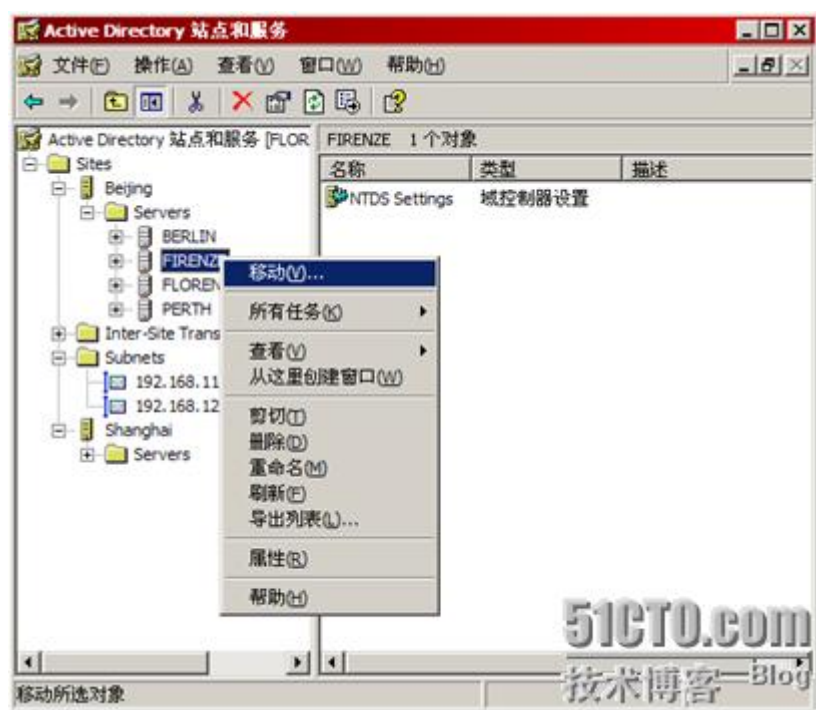 Active Directory 站点和服务
文件(F) 操作(A) 查看(V) 窗口(W) 帮助(H)
Active Directory 站点和服务 [FLOR
Sites
Beijing
Servers
BERLIN
FIRENZ
FLOREN
PERTH
Inter-Site Trans
Subnets
192.168.11
192.168.12
Shanghai
Servers
FIRENZE 1 个对象
名称 类型 描述
NTDS Settings 域控制器设置
移动(V)...
所有任务(K)
查看(V)
从这里创建窗口(W)
剪切(T)
删除(D)
重命名(M)
刷新(F)
导出列表(L)...
属性(R)
帮助(H)
移动所选对象
51CTO.com
技术博客 Blog